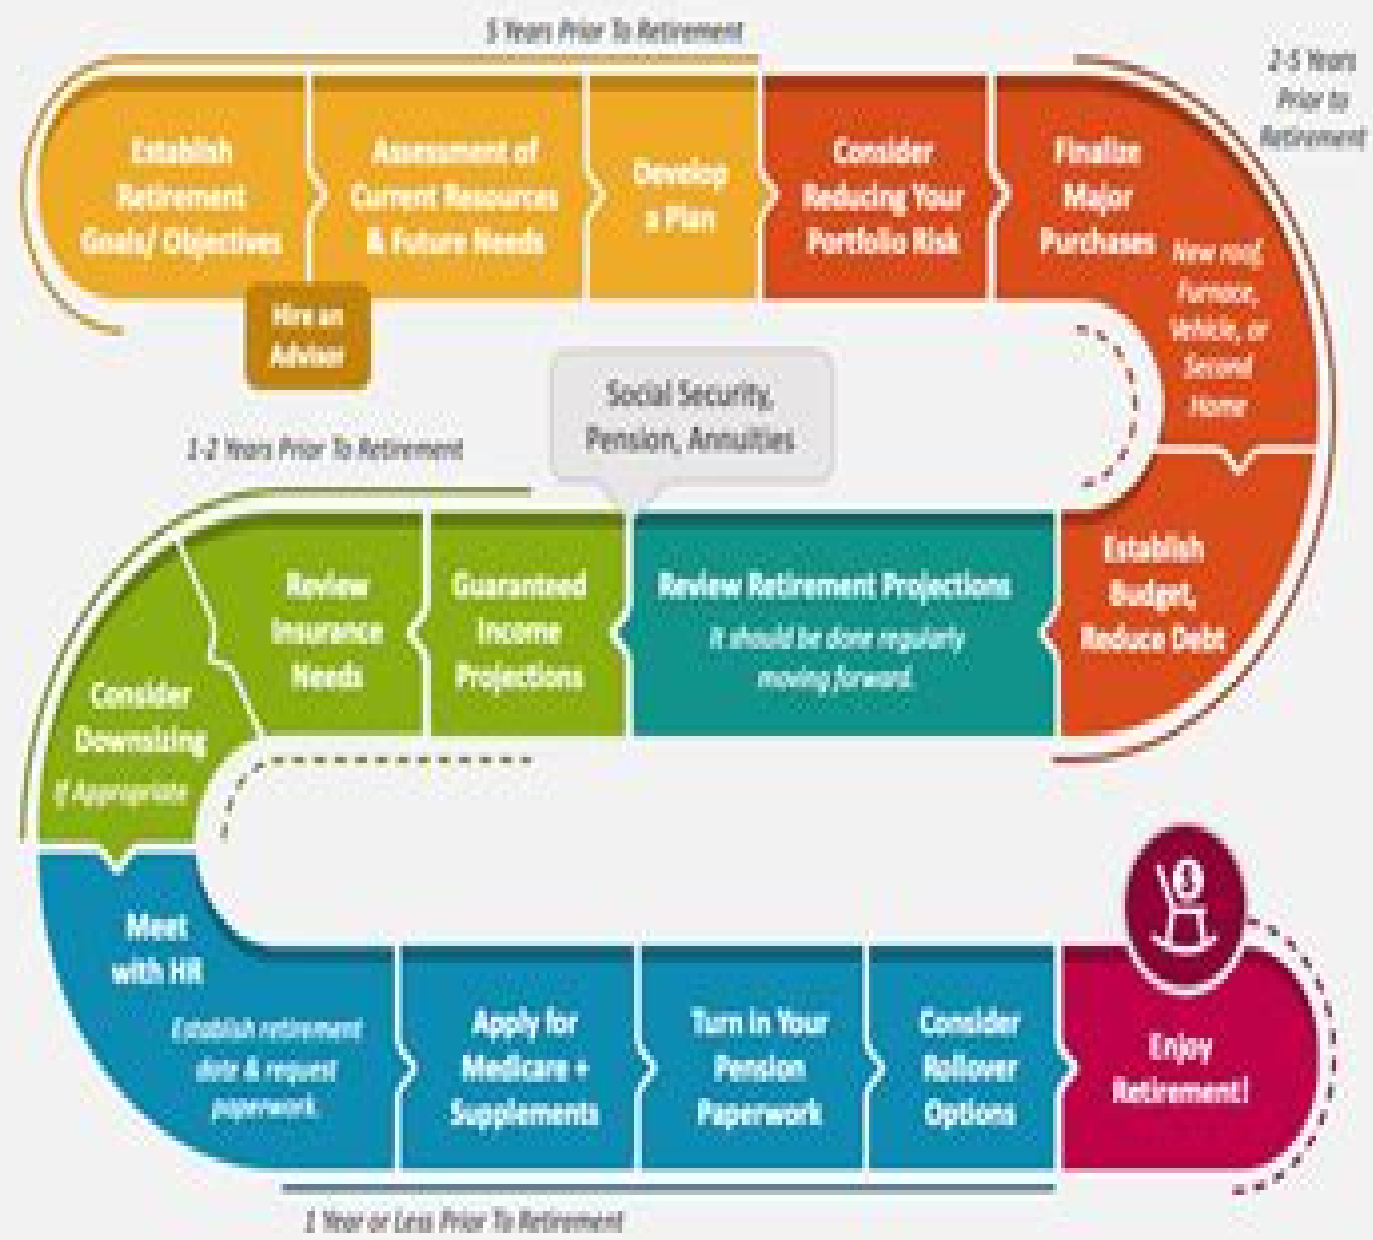 5 Years Prior To Retirement
2-5 Years
Prior to
Retirement
Establish
Retirement
Goals/ Objectives
Assessment of
Current Resources
& Future Needs
Develop
a Plan
Consider
Reducing Your
Portfolio Risk
Finalize
Major
Purchases
New roof,
Furnace,
Vehicle, or
Second
Home
Hire an
Advisor
Social Security,
Pension, Annuities
1-2 Years Prior To Retirement
Establish
Budget,
Reduce Debt
Review Retirement Projections
It should be done regularly
moving forward.
Guaranteed
Income
Projections
Review
Insurance
Needs
Consider
Downsizing
If Appropriate
Meet
with HR
Establish retirement
date & request
paperwork.
Apply for
Medicare +
Supplements
Turn in Your
Pension
Paperwork
Consider
Rollover
Options
Enjoy
Retirement!
1 Year or Less Prior To Retirement